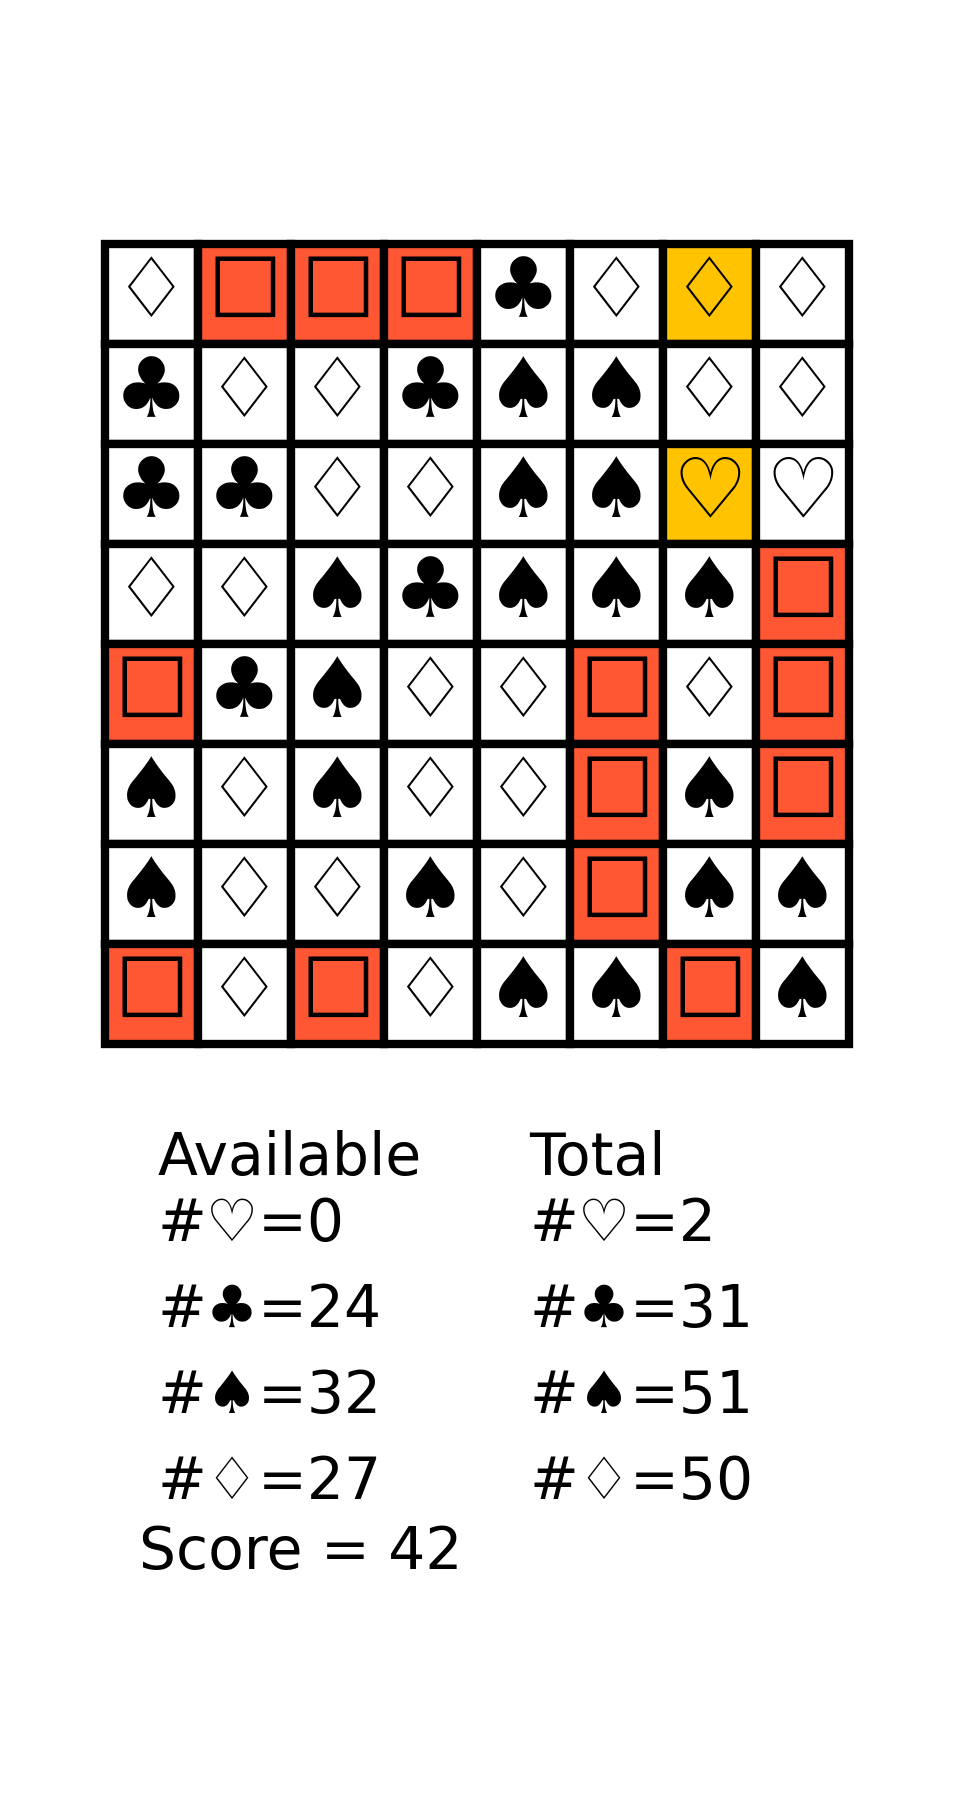 ♢ □ □ □ ♣ ♢ ♢ ♢
♣ ♢ ♢ ♣ ♠ ♠ ♢ ♢
♣ ♣ ♢ ♢ ♠ ♠ ♡ ♡
♢ ♢ ♠ ♣ ♠ ♠ ♠ □
□ ♣ ♠ ♢ ♢ □ ♢ □
♠ ♢ ♠ ♢ ♢ □ ♠ □
♠ ♢ ♢ ♠ ♢ □ ♠ ♠
□ ♢ □ ♢ ♠ ♠ □ ♠
Available Total
#♡=0 #♡=2
#♣=24 #♣=31
#♠=32 #♠=51
#♢=27 #♢=50
Score = 42